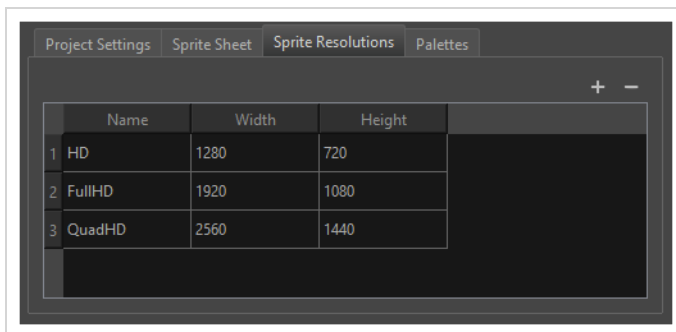 Project Settings Sprite Sheet Sprite Resolutions Palettes
+ −
Name Width Height
1 HD 1280 720
2 FullHD 1920 1080
3 QuadHD 2560 1440